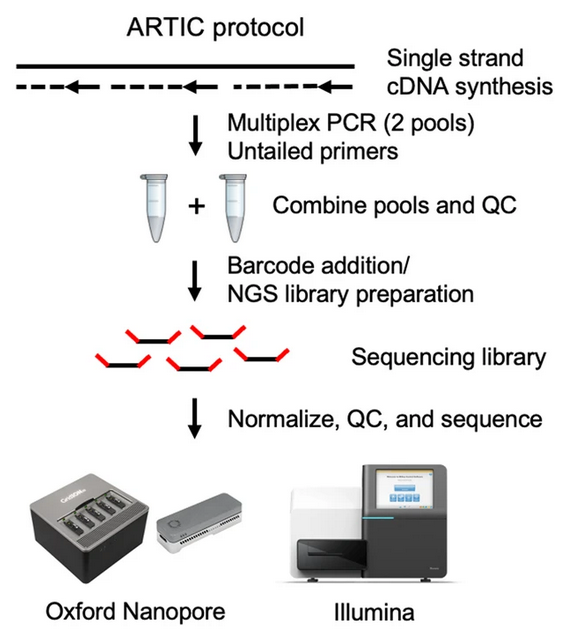 ARTIC protocol
Single strand
cDNA synthesis
Multiplex PCR (2 pools)
Untailed primers
+
Combine pools and QC
Barcode addition/
NGS library preparation
Sequencing library
Normalize, QC, and sequence
Oxford Nanopore
Illumina